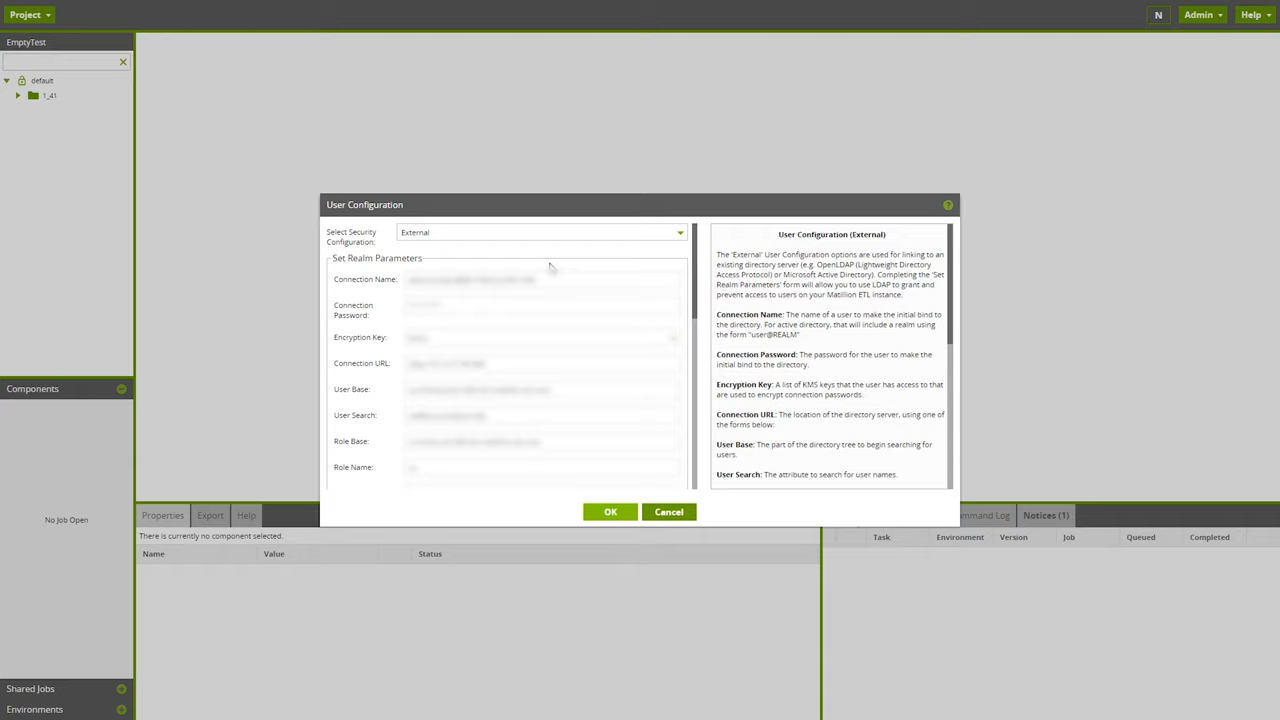 Project
N
Admin
Help
EmptyTest
default
1_41
User Configuration
Select Security
Configuration:
External
Set Realm Parameters
Connection Name:
Connection
Password:
Encryption Key:
Connection URL:
User Base:
User Search:
Role Base:
Role Name:
User Configuration (External)
The 'External' User Configuration options are used for linking to an
existing directory server (e.g. OpenLDAP (Lightweight Directory
Access Protocol) or Microsoft Active Directory). Completing the 'Set
Realm Parameters' form will allow you to use LDAP to grant and
prevent access to users on your Matillion ETL instance.
Connection Name: The name of a user to make the initial bind to
the directory. For active directory, that will include a realm using
the form "user@REALM"
Connection Password: The password for the user to make the
initial bind to the directory.
Encryption Key: A list of KMS keys that the user has access to that
are used to encrypt connection passwords.
Connection URL: The location of the directory server, using one of
the forms below:
User Base: The part of the directory tree to begin searching for
users.
User Search: The attribute to search for user names.
OK
Cancel
Components
No Job Open
Shared Jobs
Environments
Properties
Export
Help
There is currently no component selected.
Name
Value
Status
ommand Log
Notices (1)
Task
Environment
Version
Job
Queued
Completed